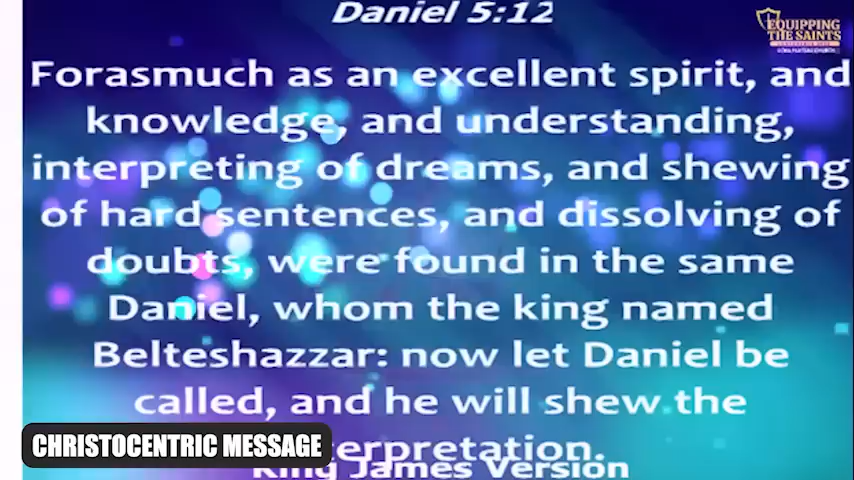 Daniel 5:12
EQUIPPING
THE SAINTS
Forasmuch as an excellent spirit, and
knowledge, and understanding,
interpreting of dreams, and shewing
of hard sentences, and dissolving of
doubts, were found in the same
Daniel, whom the king named
Belteshazzar: now let Daniel be
called, and he will shew the
erpretation.
CHRISTOCENTRIC MESSAGE
King James Version